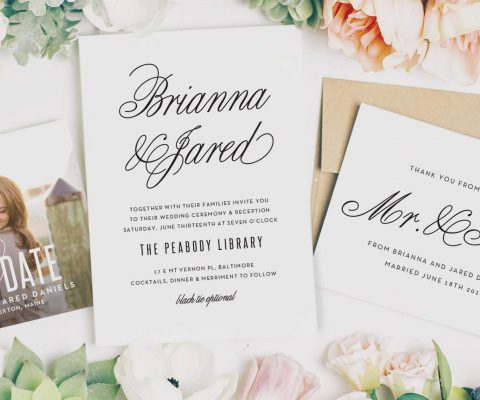 DATE
JARED DANIELS
Brianna
& Jared
TOGETHER WITH THEIR FAMILIES INVITE YOU
TO THEIR WEDDING CEREMONY & RECEPTION
SATURDAY, JUNE THIRTEENTH AT SEVEN O'CLOCK
THE PEABODY LIBRARY
17 E MT VERNON PL, BALTIMORE
COCKTAILS, DINNER & MERRIMENT TO FOLLOW
black tie optional
THANK YOU FROM
Mr. &
FROM BRIANNA AND JARED
MARRIED JUNE 18TH